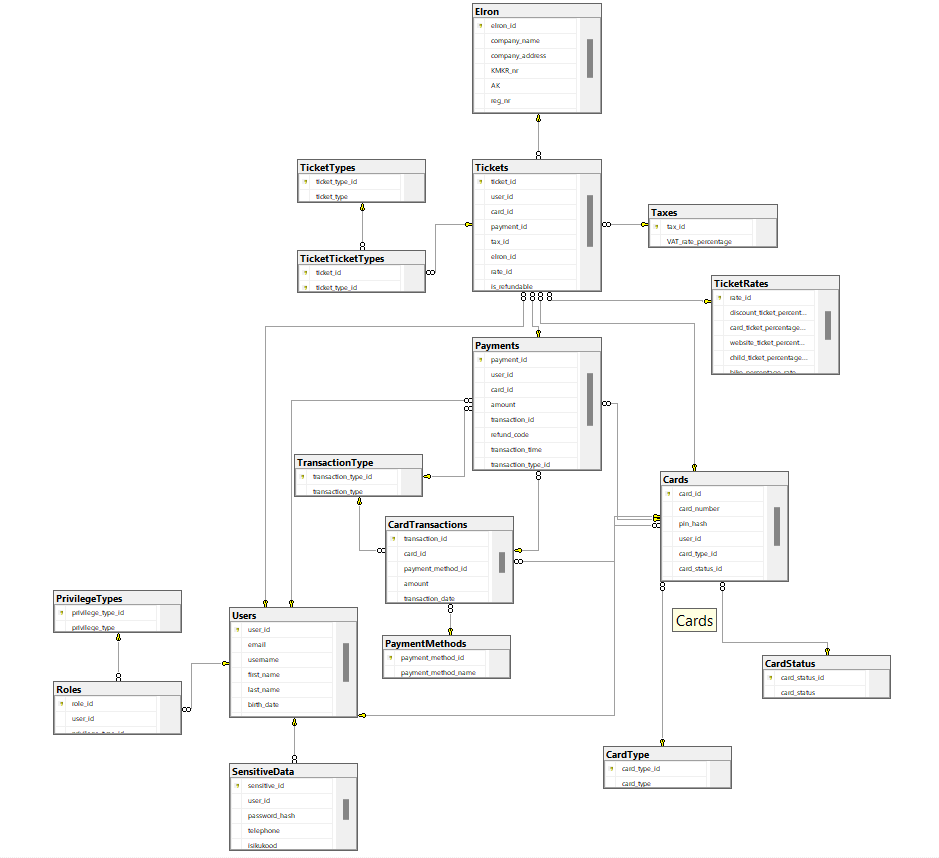 Elron
elron_id
company_name
company_address
KMKR_nr
AK
reg_nr
TicketTypes
ticket_type_id
ticket_type
Tickets
ticket_id
user_id
card_id
payment_id
tax_id
elron_id
rate_id
is_refundable
Taxes
tax_id
VAT_rate_percentage
TicketTicketTypes
ticket_id
ticket_type_id
TicketRates
rate_id
discount_ticket_percent...
card_ticket_percentage...
website_ticket_percent...
child_ticket_percentage...
bike_percentage_rate
Payments
payment_id
user_id
card_id
amount
transaction_id
refund_code
transaction_time
transaction_type_id
TransactionType
transaction_type_id
transaction_type
Cards
card_id
card_number
pin_hash
user_id
card_type_id
card_status_id
CardTransactions
transaction_id
card_id
payment_method_id
amount
transaction_date
PrivilegeTypes
privilege_type_id
privilege_type
Users
user_id
email
username
first_name
last_name
birth_date
Cards
PaymentMethods
payment_method_id
payment_method_name
CardStatus
card_status_id
card_status
Roles
role_id
user_id
privilege_type_id
CardType
card_type_id
card_type
SensitiveData
sensitive_id
user_id
password_hash
telephone
isikukood